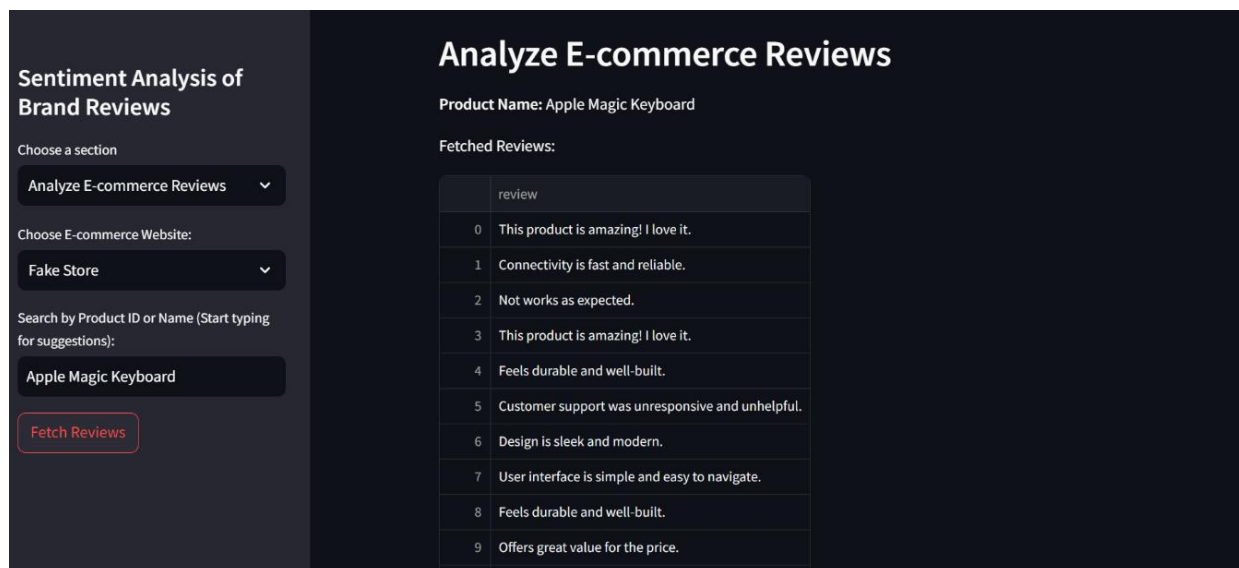 Sentiment Analysis of
Brand Reviews
Choose a section
Analyze E-commerce Reviews
Choose E-commerce Website:
Fake Store
Search by Product ID or Name (Start typing
for suggestions):
Apple Magic Keyboard
Fetch Reviews
Analyze E-commerce Reviews
Product Name: Apple Magic Keyboard
Fetched Reviews:
review
0 This product is amazing! I love it.
1 Connectivity is fast and reliable.
2 Not works as expected.
3 This product is amazing! I love it.
4 Feels durable and well-built.
5 Customer support was unresponsive and unhelpful.
6 Design is sleek and modern.
7 User interface is simple and easy to navigate.
8 Feels durable and well-built.
9 Offers great value for the price.